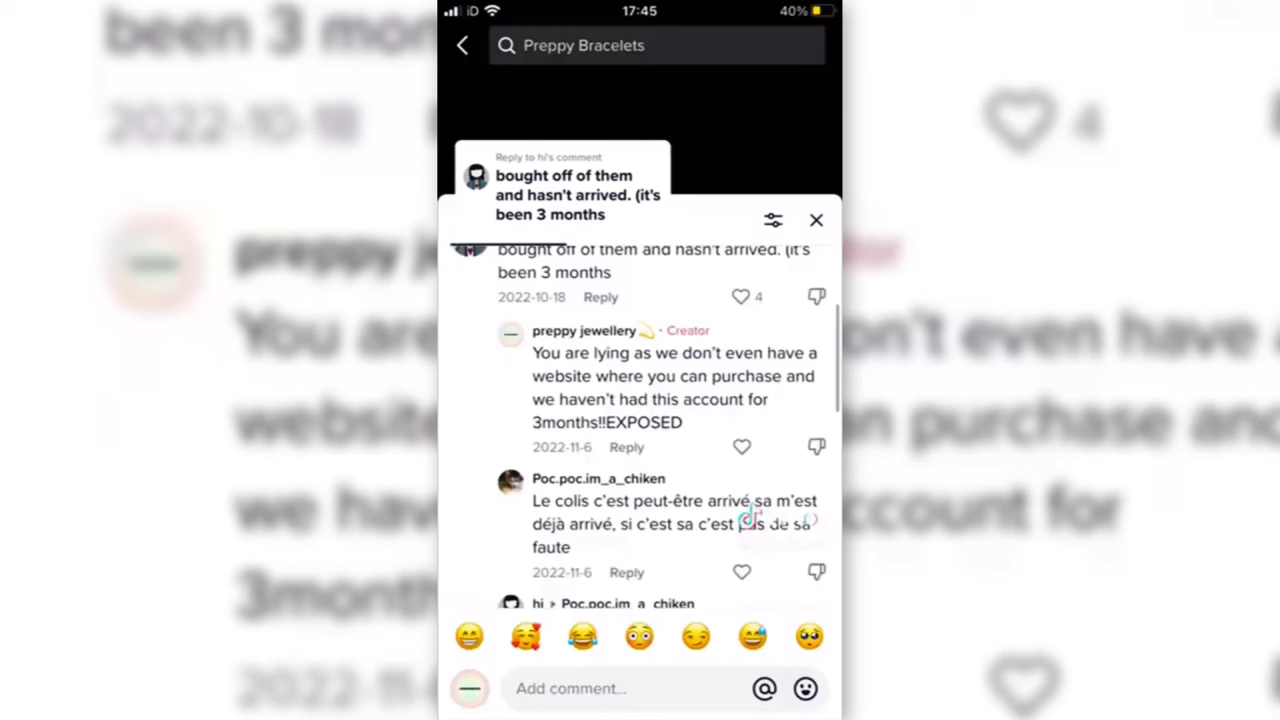 iD 17:45 40%
Preppy Bracelets
Reply to hi's comment
bought off of them
and hasn't arrived. (it's
been 3 months
bought off of them and hasn't arrived. (it's
been 3 months
2022-10-18 Reply 4
preppy jewellery💫 · Creator
You are lying as we don't even have a
website where you can purchase and
we haven't had this account for
3months!!EXPOSED
2022-11-6 Reply
Poc.poc.im_a_chiken
Le colis c'est peut-être arrivé sa m'est
déjà arrivé, si c'est sa c'est pas de sa
faute
2022-11-6 Reply
hi Poc.poc.im_a_chiken
Add comment...